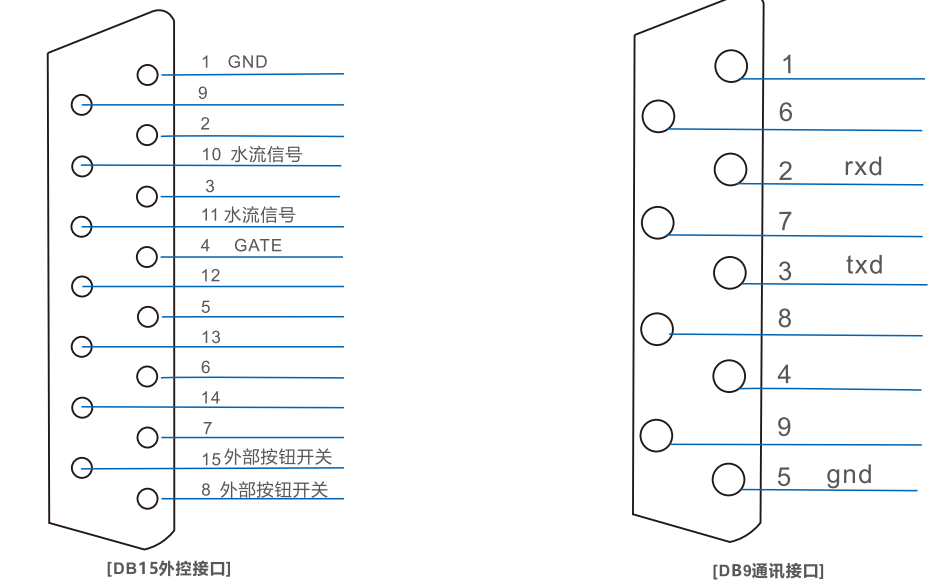 1 GND
9
2
10 水流信号
3
11 水流信号
4 GATE
12
5
13
6
14
7
15 外部按钮开关
8 外部按钮开关
[DB15外控接口]
1
6
2 rxd
7
3 txd
8
4
9
5 gnd
[DB9通讯接口]